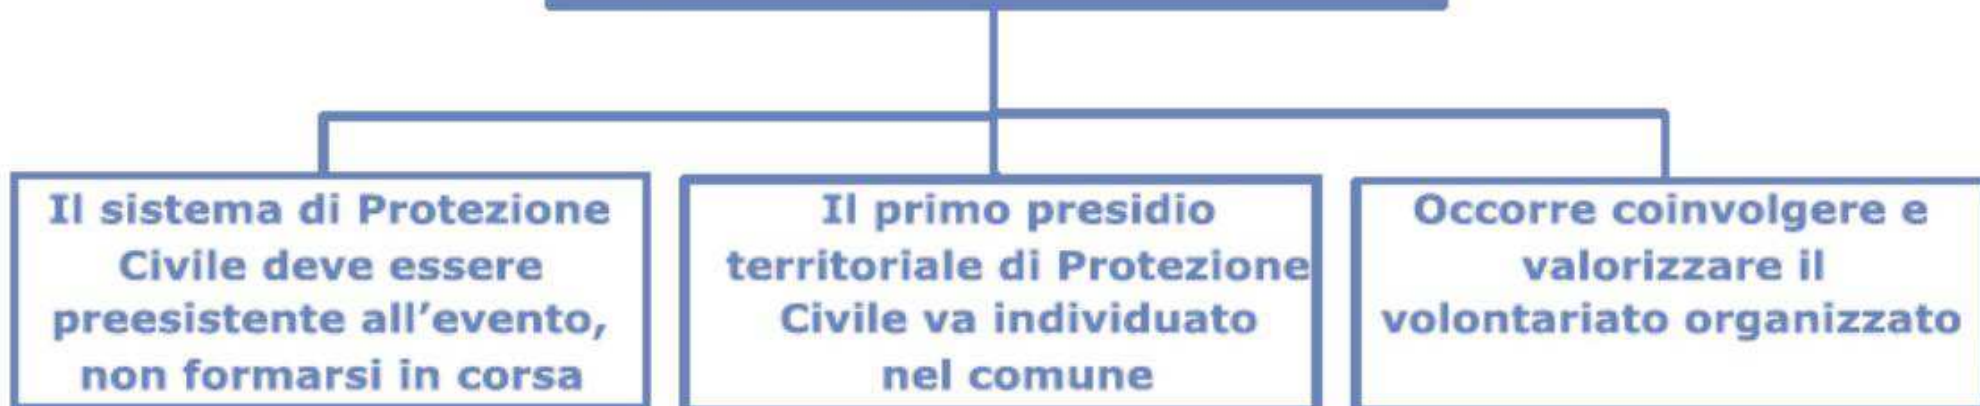 Il sistema di Protezione
Civile deve essere
preesistente all’evento,
non formarsi in corsa
Il primo presidio
territoriale di Protezione
Civile va individuato
nel comune
Occorre coinvolgere e
valorizzare il
volontariato organizzato